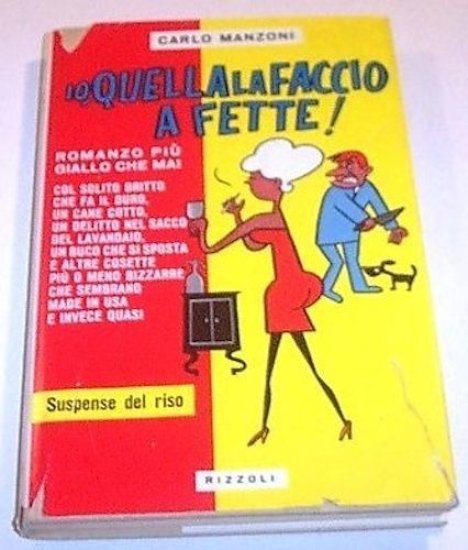 CARLO MANZONI
IO QUELLA LA FACCIO
A FETTE!
ROMANZO PIÙ
GIALLO CHE MAI
COL SOLITO DRITTO
CHE FA IL DURO,
UN CANE COTTO,
UN DELITTO NEL SACCO
DEL LAVANDAIO,
UN BUCO CHE SI SPOSTA
E ALTRE COSETTE
PIÙ O MENO BIZZARRE
CHE SEMBRANO
MADE IN USA
E INVECE QUASI
Suspense del riso
RIZZOLI